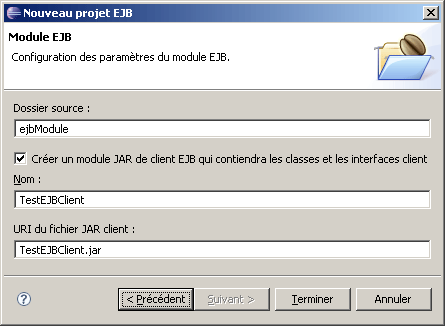 Nouveau projet EJB
Module EJB
Configuration des paramètres du module EJB.
Dossier source :
ejbModule
Créer un module JAR de client EJB qui contiendra les classes et les interfaces client
Nom :
TestEJBClient
URI du fichier JAR client :
TestEJBClient.jar
? < Précédent Suivant > Terminer Annuler